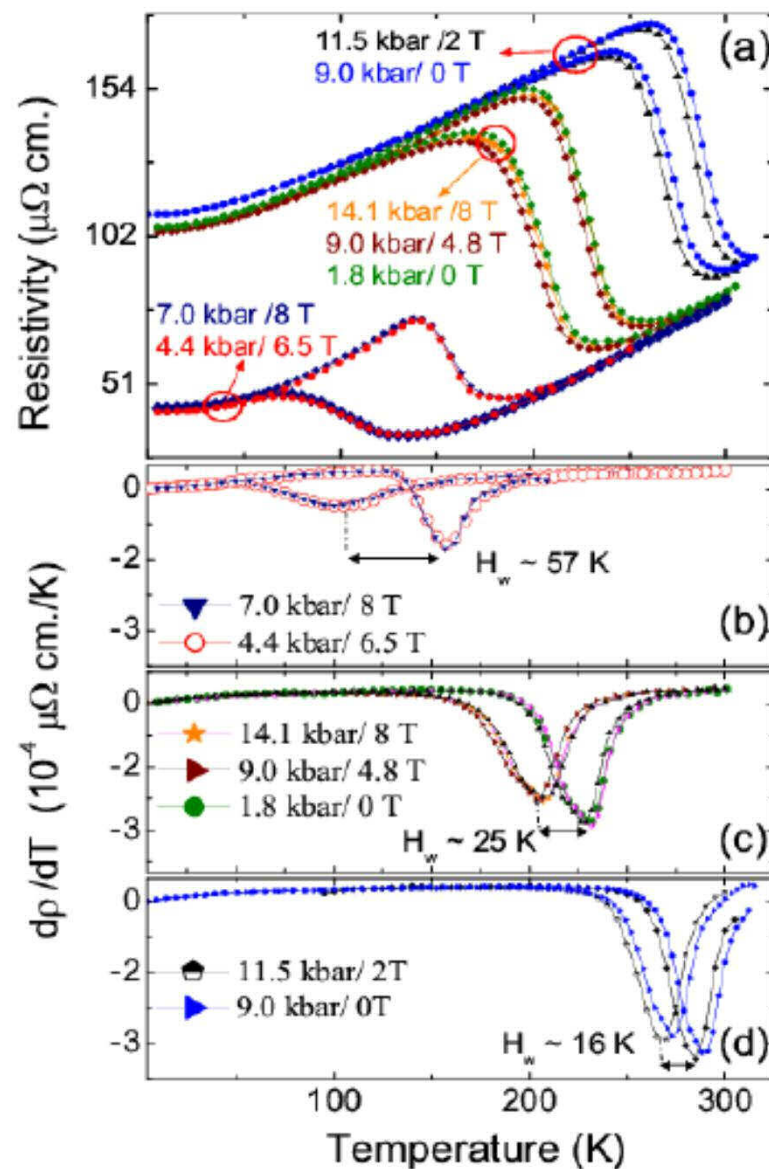 11.5 kbar /2 T
(a)
9.0 kbar/ 0 T
154
14.1 kbar /8 T
9.0 kbar/ 4.8 T
102
1.8 kbar/ 0 T
7.0 kbar /8 T
4.4 kbar/ 6.5 T
51
Resistivity (μΩ cm.)
0
-2
H_w ~ 57 K
7.0 kbar/ 8 T
4.4 kbar/ 6.5 T
-3
(b)
0
14.1 kbar/ 8 T
-2
9.0 kbar/ 4.8 T
1.8 kbar/ 0 T
-3
H_w ~ 25 K
(c)
0
11.5 kbar/ 2T
-2
9.0 kbar/ 0T
-3
H_w ~ 16 K
(d)
dρ /dT (10⁻⁴ μΩ cm./K)
100 200 300
Temperature (K)